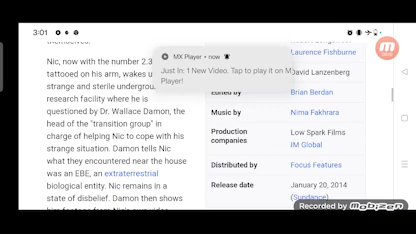 3:01
themselves.
Nic, now with the number 2.3
tattooed on his arm, wakes u
strange and sterile undergrou
research facility where he is
questioned by Dr. Wallace Damon, the
head of the "transition group" in
charge of helping Nic to cope with his
strange situation. Damon tells Nic
what they encountered near the house
was an EBE, an extraterrestrial
biological entity. Nic remains in a
state of disbelief. Damon then shows
MX Player • now
Just In: 1 New Video. Tap to play it on MX
Player!
Laurence Fishburne
David Lanzenberg
Edited by Brian Berdan
Music by Nima Fakhrara
Production companies Low Spark Films
IM Global
Distributed by Focus Features
Release date January 20, 2014
(Sundance)
Recorded by mobizen